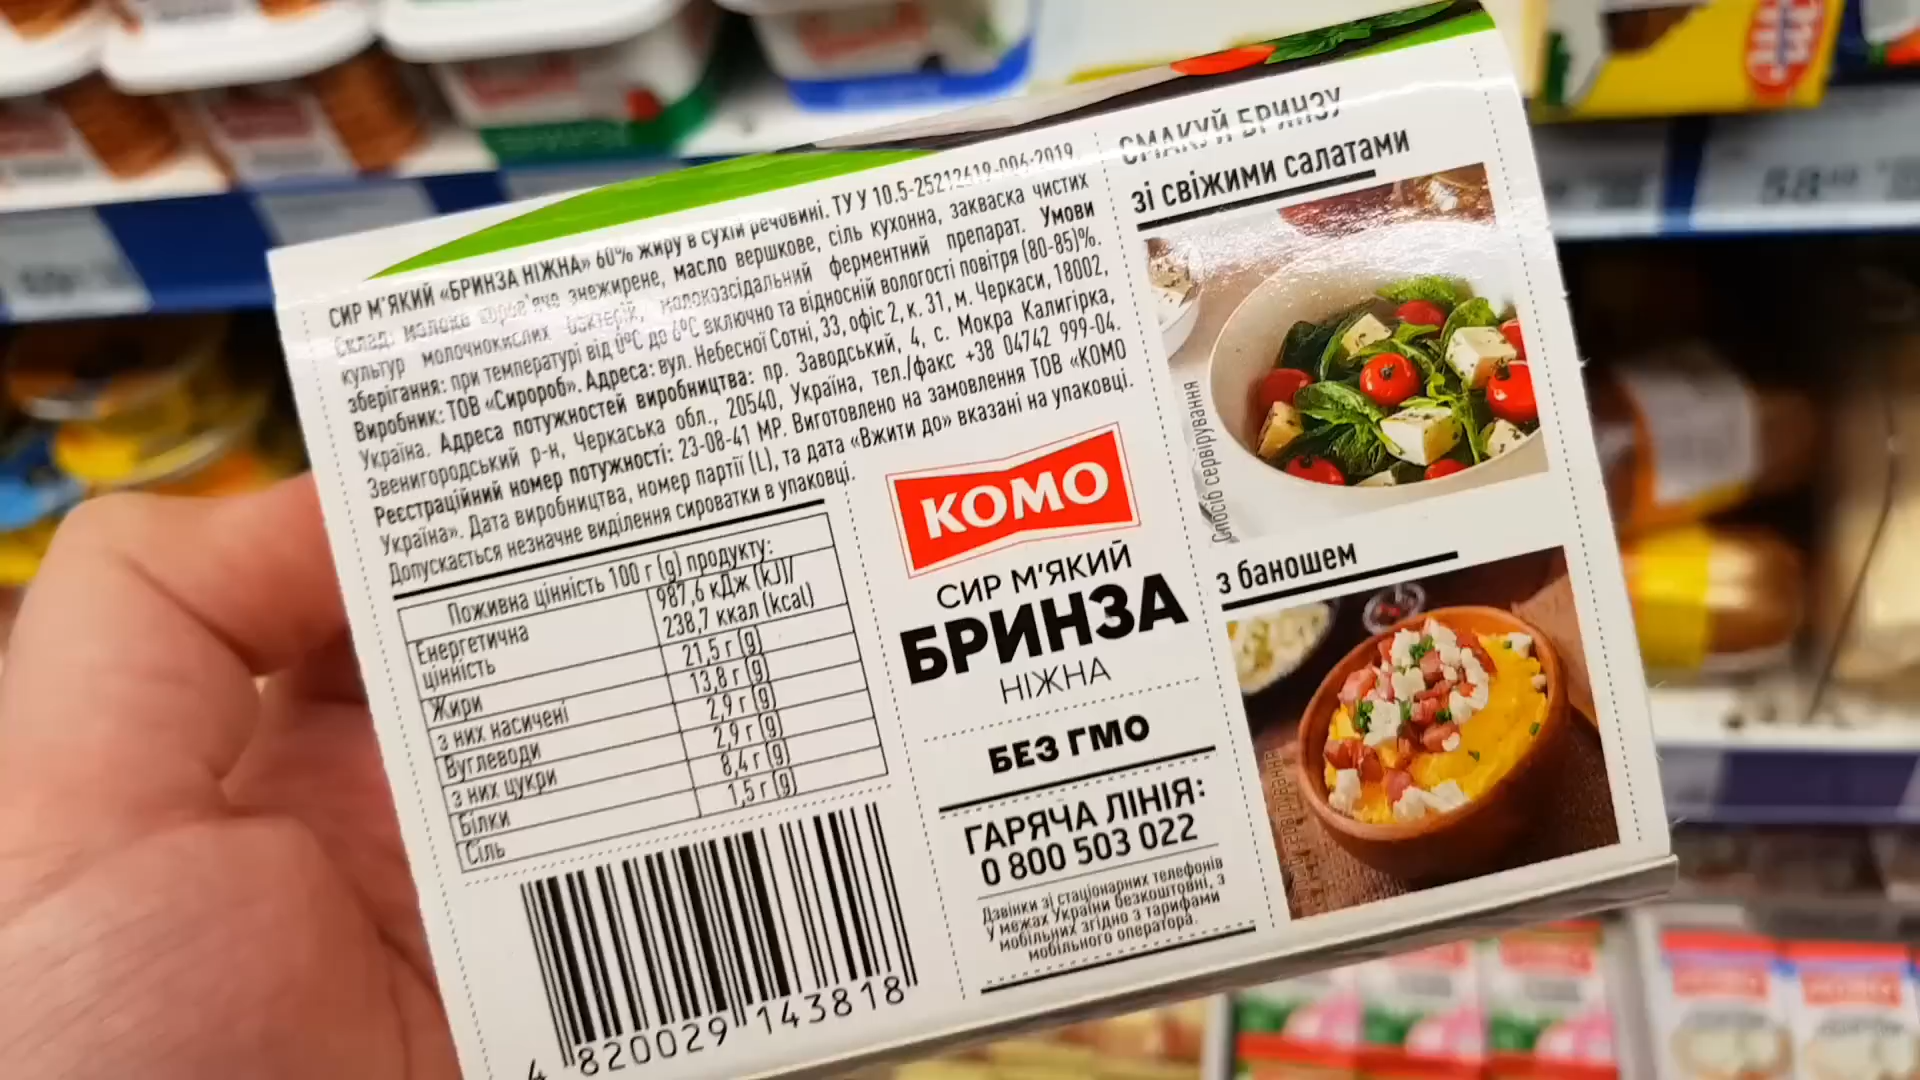 СИР М'ЯКИЙ «БРИНЗА НІЖНА» 60% жиру в сухій речовині. ТУ У 10.5-25212619-006:2019.
Склад: молоко коров'яче знежирене, масло вершкове, сіль кухонна, закваска чистих
культур молочнокислих бактерій, молокозсідальний ферментний препарат. Умови
зберігання: при температурі від 0°С до 6°С включно та відносній вологості повітря (80-85)%.
Виробник: ТОВ «Сиророб». Адреса: вул. Небесної Сотні, 33, офіс 2, к. 31, м. Черкаси, 18002,
Україна. Адреса потужностей виробництва: пр. Заводський, 4, с. Мокра Калигірка,
Звенигородський р-н, Черкаська обл., 20540, Україна, тел./факс +38 04742 999-04.
Реєстраційний номер потужності: 23-08-41 МР. Виготовлено на замовлення ТОВ «КОМО
Україна». Дата виробництва, номер партії (L), та дата «Вжити до» вказані на упаковці.
Допускається незначне виділення сироватки в упаковці.
Поживна цінність 100 г (g) продукту:
Енергетична цінність 987,6 кДж (kJ)/
238,7 ккал (kcal)
Жири 21,5 г (g)
з них насичені 13,8 г (g)
Вуглеводи 2,9 г (g)
з них цукри 2,9 г (g)
Білки 8,4 г (g)
Сіль 1,5 г (g)
4 820029 143818
КОМО
СИР М'ЯКИЙ
БРИНЗА
НІЖНА
БЕЗ ГМО
ГАРЯЧА ЛІНІЯ:
0 800 503 022
Дзвінки зі стаціонарних телефонів
у межах України безкоштовні, з
мобільних згідно з тарифами
мобільного оператора.
СМАКУЙ БРИНЗУ
зі свіжими салатами
Спосіб сервірування
з баношем